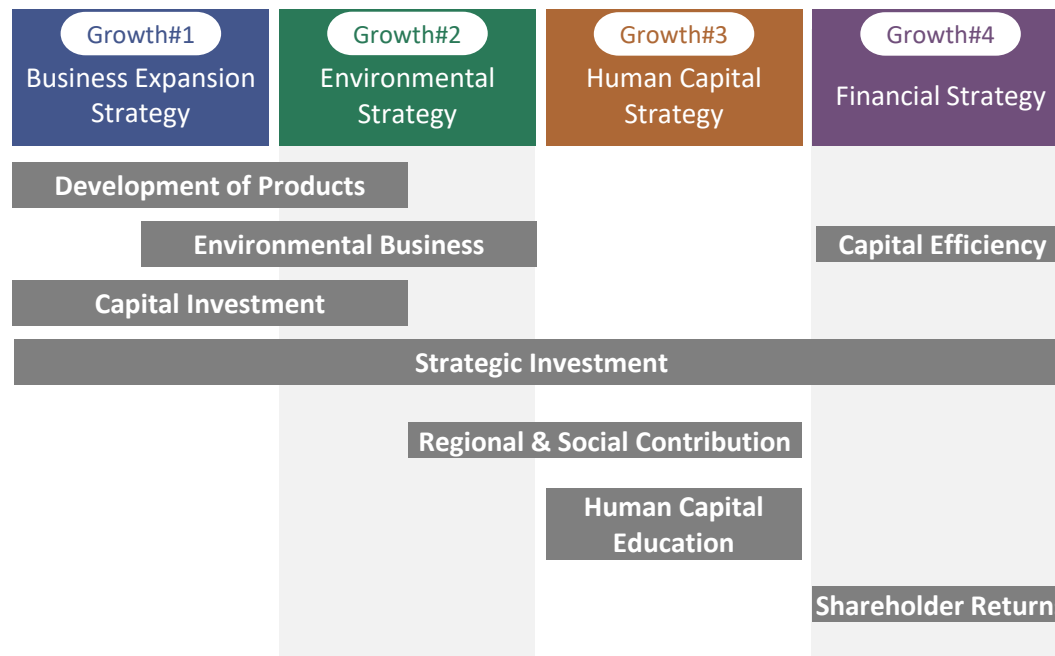 Growth#1
Business Expansion
Strategy
Growth#2
Environmental
Strategy
Growth#3
Human Capital
Strategy
Growth#4
Financial Strategy
Development of Products
Environmental Business
Capital Efficiency
Capital Investment
Strategic Investment
Regional & Social Contribution
Human Capital
Education
Shareholder Return